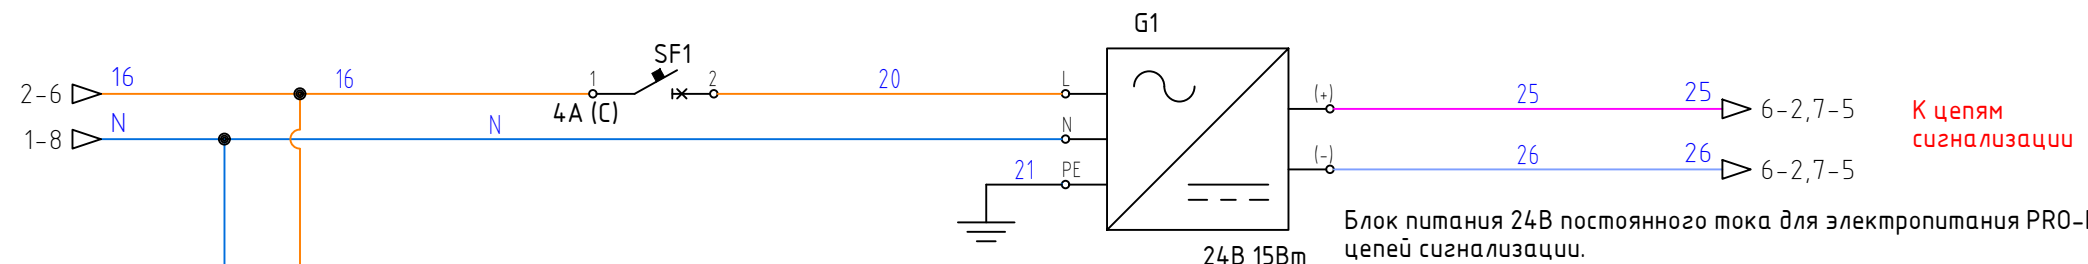 G1
SF1
2-6 16 16 1 2 20 L
4А (С)
(+) 25 25 6-2,7-5
1-8 N N N
К цепям
сигнализации
21 PE
(-) 26 26 6-2,7-5
Блок питания 24В постоянного тока для электропитания PRO-
цепей сигнализации.
24В 15Вт